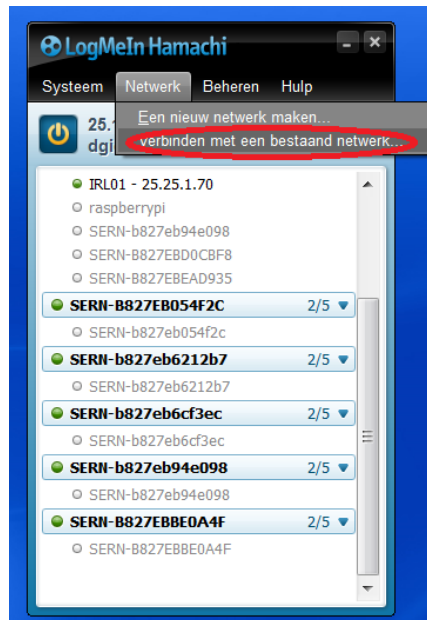 LogMeIn Hamachi
Systeem Netwerk Beheren Hulp
Een nieuw netwerk maken...
Verbinden met een bestaand netwerk...
25.
dgi
IRL01 - 25.25.1.70
raspberrypi
SERN-b827eb94e098
SERN-B827EBD0CBF8
SERN-B827EBEAD935
SERN-B827EB054F2C 2/5
SERN-b827eb054f2c
SERN-b827eb6212b7 2/5
SERN-b827eb6212b7
SERN-b827eb6cf3ec 2/5
SERN-b827eb6cf3ec
SERN-b827eb94e098 2/5
SERN-b827eb94e098
SERN-B827EBBE0A4F 2/5
SERN-B827EBBE0A4F